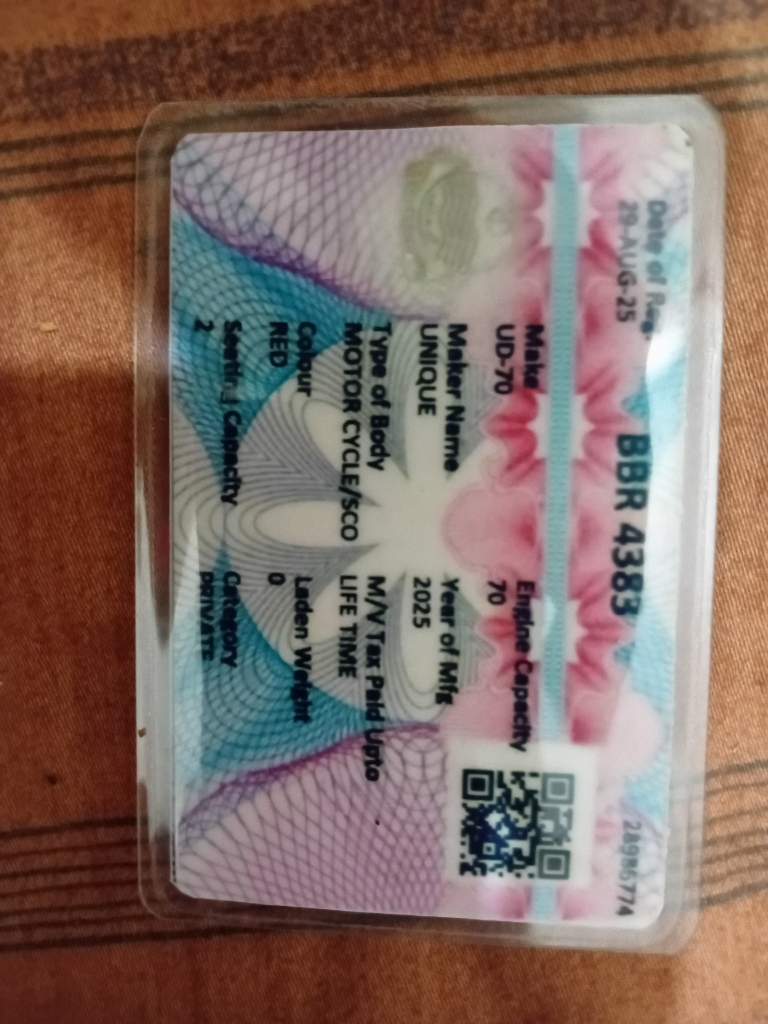 Date of Reg
29-AUG-25
BBR 4383
28986774
Make
UD-70
Engine Capacity
70
Maker Name
UNIQUE
Year of Mfg
2025
Type of Body
MOTOR CYCLE/SCO
M/V Tax Paid Upto
LIFE TIME
Colour
RED
Laden Weight
0
Seating Capacity
2
Category
PRIVATE